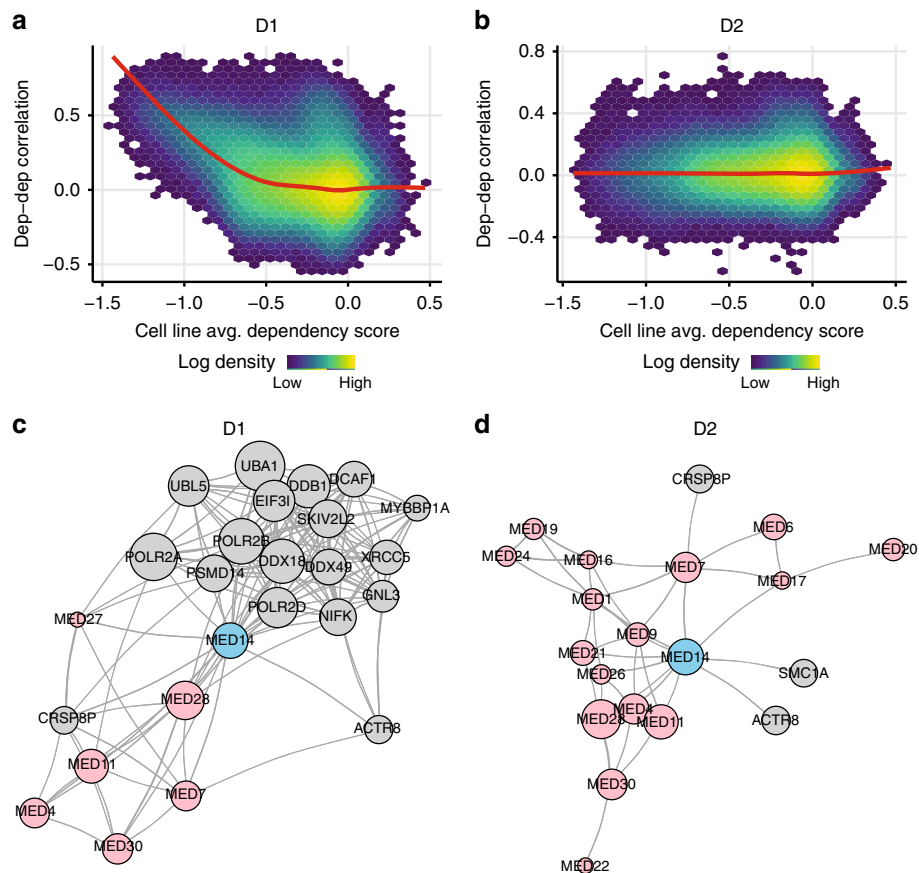 a
D1
Dep–dep correlation
0.5
0.0
−0.5
−1.5 −1.0 −0.5 0.0 0.5
Cell line avg. dependency score
Log density
Low High
b
D2
Dep–dep correlation
0.8
0.4
0.0
−0.4
−1.5 −1.0 −0.5 0.0 0.5
Cell line avg. dependency score
Log density
Low High
c
D1
UBA1
UBL5
DDB1
DCAF1
EIF3I
MYBBP1A
SKIV2L2
POLR2B
POLR2A
XRCC5
DDX18
DDX49
PSMD14
GNL3
POLR2D
NIFK
MED27
MED14
MED28
CRSP8P
ACTR8
MED11
MED7
MED4
MED30
d
D2
CRSP8P
MED19
MED6
MED20
MED24
MED16
MED7
MED17
MED1
MED9
MED21
MED14
MED26
SMC1A
MED4
MED28
MED11
ACTR8
MED30
MED22